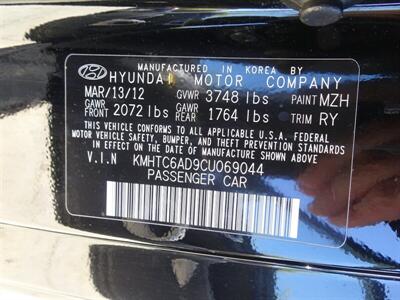 MANUFACTURED IN KOREA BY
HYUNDAI MOTOR COMPANY
MAR/13/12 GVWR 3748 lbs PAINT MZH
GAWR FRONT 2072 lbs GAWR REAR 1764 lbs TRIM RY
THIS VEHICLE CONFORMS TO ALL APPLICABLE U.S.A. FEDERAL
MOTOR VEHICLE SAFETY, BUMPER, AND THEFT PREVENTION
STANDARDS IN EFFECT ON THE DATE OF MANUFACTURE SHOWN ABOVE.
V.I.N KMHTC6AD9CU069044
PASSENGER CAR